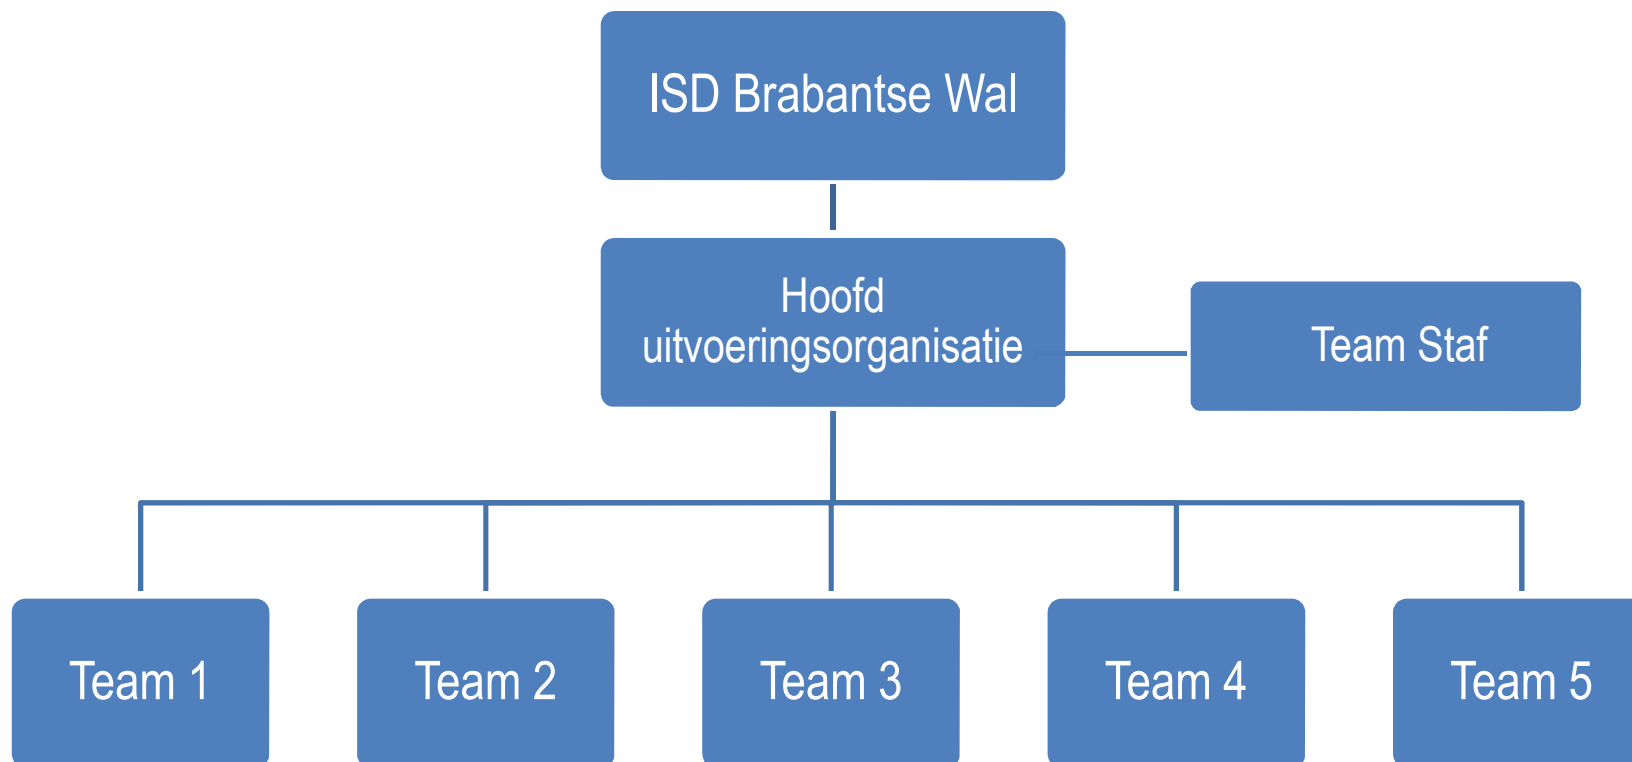 ISD Brabantse Wal
Hoofd
uitvoeringsorganisatie
Team Staf
Team 1
Team 2
Team 3
Team 4
Team 5